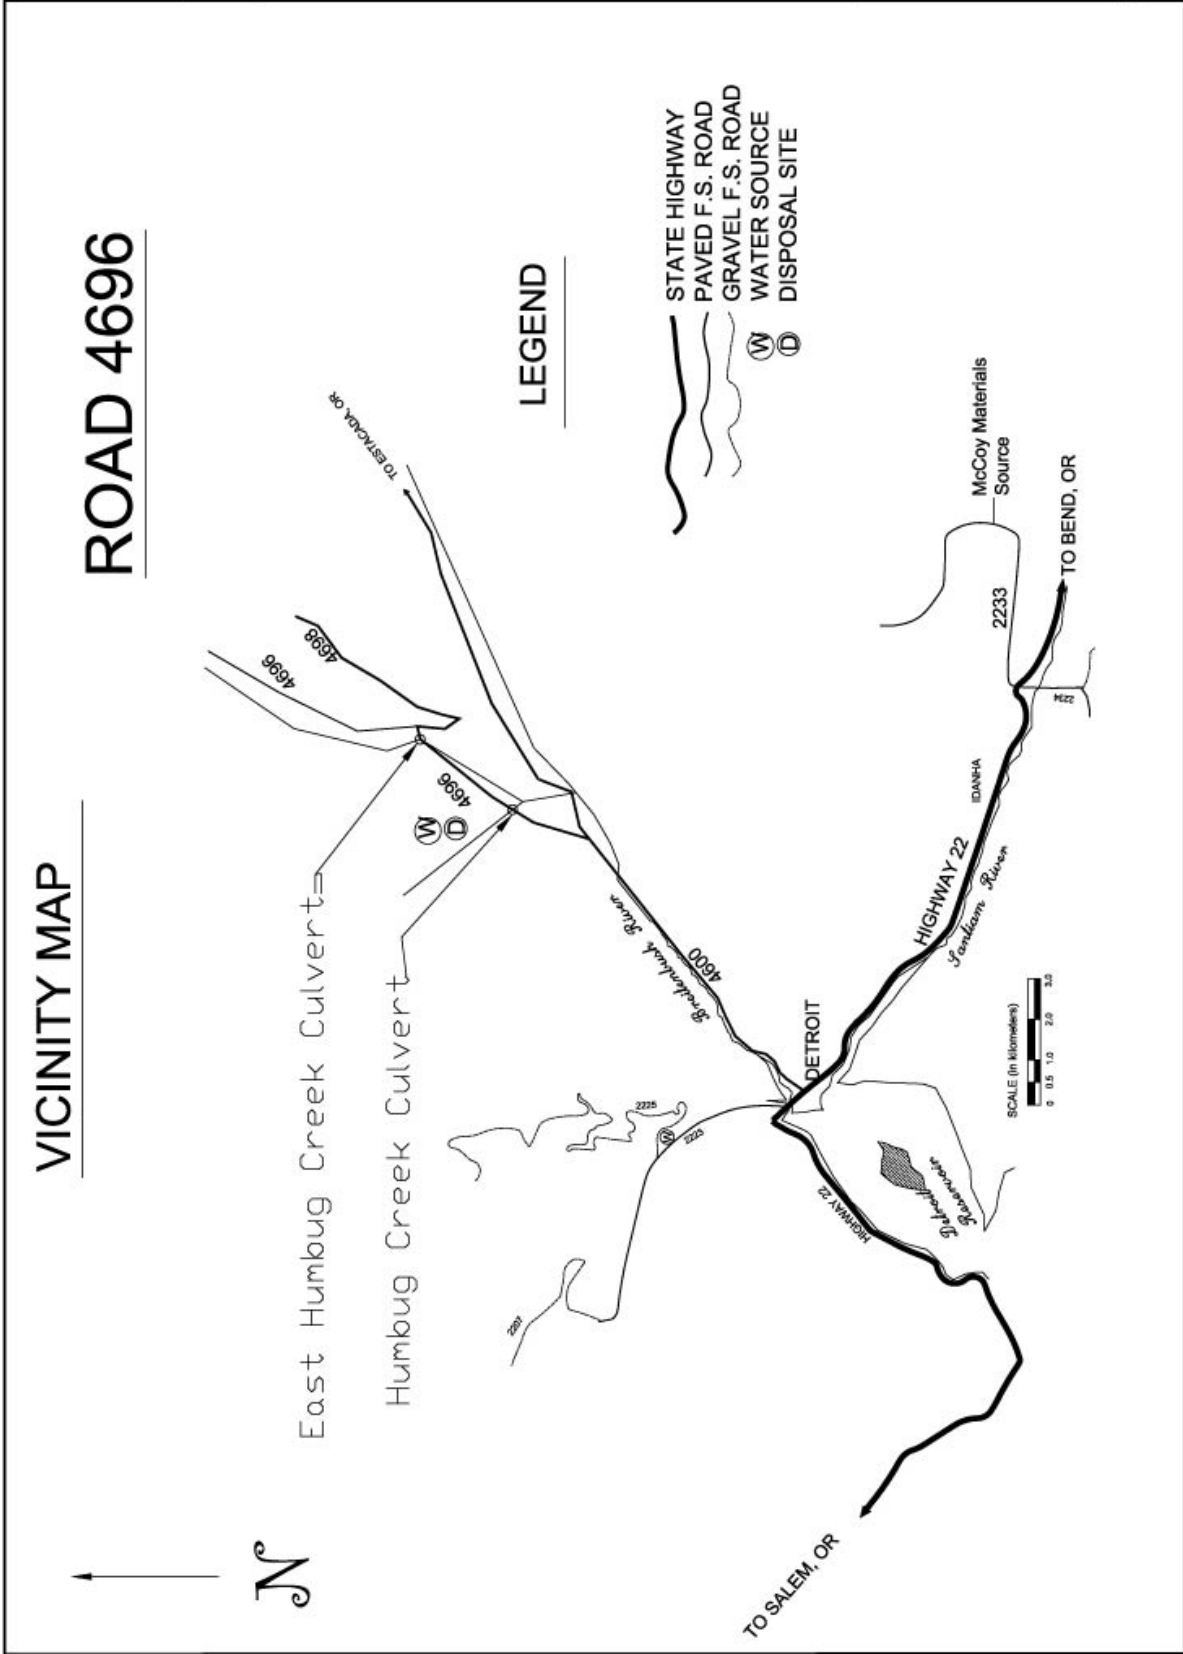 VICINITY MAP
ROAD 4696
N
East Humbug Creek Culvert
Humbug Creek Culvert
4696
4698
TO ESTACADA, OR
4696
W
D
Breitenbush River
4600
LEGEND
STATE HIGHWAY
PAVED F.S. ROAD
GRAVEL F.S. ROAD
W WATER SOURCE
D DISPOSAL SITE
2207
2225
W
2223
DETROIT
HIGHWAY 22
Detroit
Reservoir
HIGHWAY 22
Santiam River
IDANHA
2233
McCoy Materials
Source
2234
TO BEND, OR
TO SALEM, OR
SCALE (in kilometers)
0 0.5 1.0 2.0 3.0